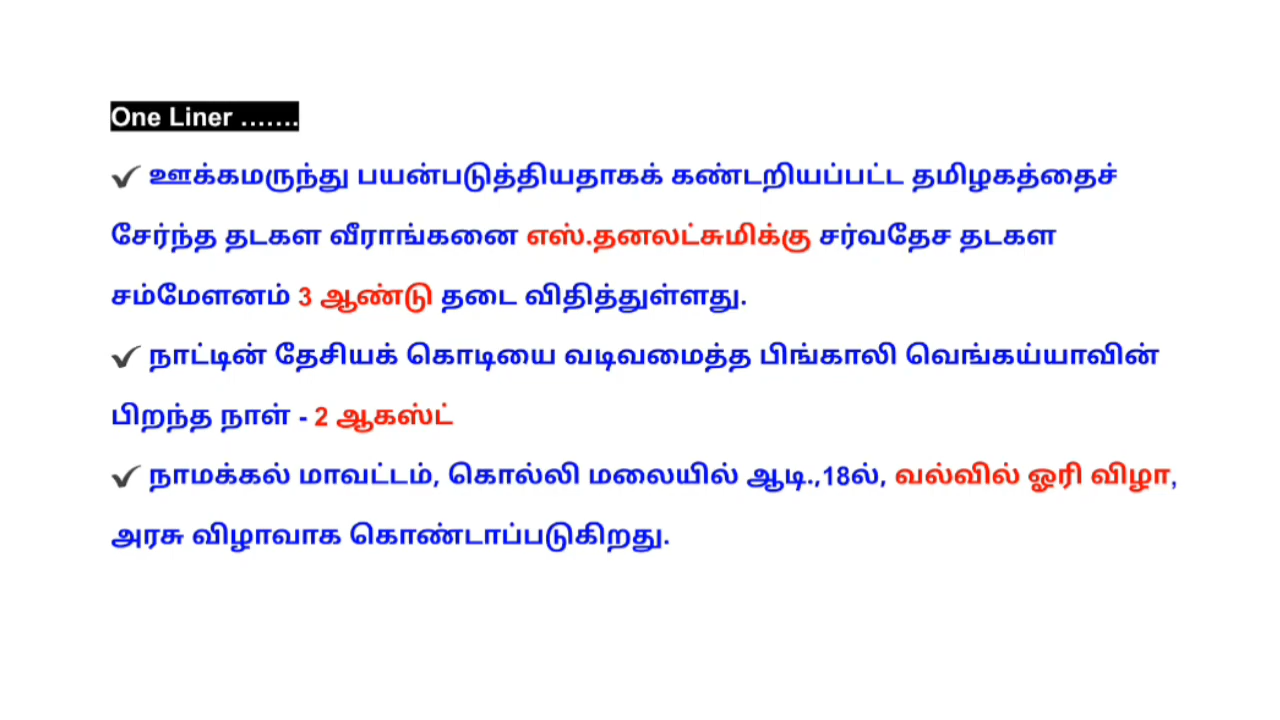 One Liner .......
✓ ஊக்கமருந்து பயன்படுத்தியதாகக் கண்டறியப்பட்ட தமிழகத்தைச்
சேர்ந்த தடகள வீராங்கனை எஸ்.தனலட்சுமிக்கு சர்வதேச தடகள
சம்மேளனம் 3 ஆண்டு தடை விதித்துள்ளது.
✓ நாட்டின் தேசியக் கொடியை வடிவமைத்த பிங்காலி வெங்கய்யாவின்
பிறந்த நாள் - 2 ஆகஸ்ட்
✓ நாமக்கல் மாவட்டம், கொல்லி மலையில் ஆடி.,18ல், வல்வில் ஓரி விழா,
அரசு விழாவாக கொண்டாப்படுகிறது.